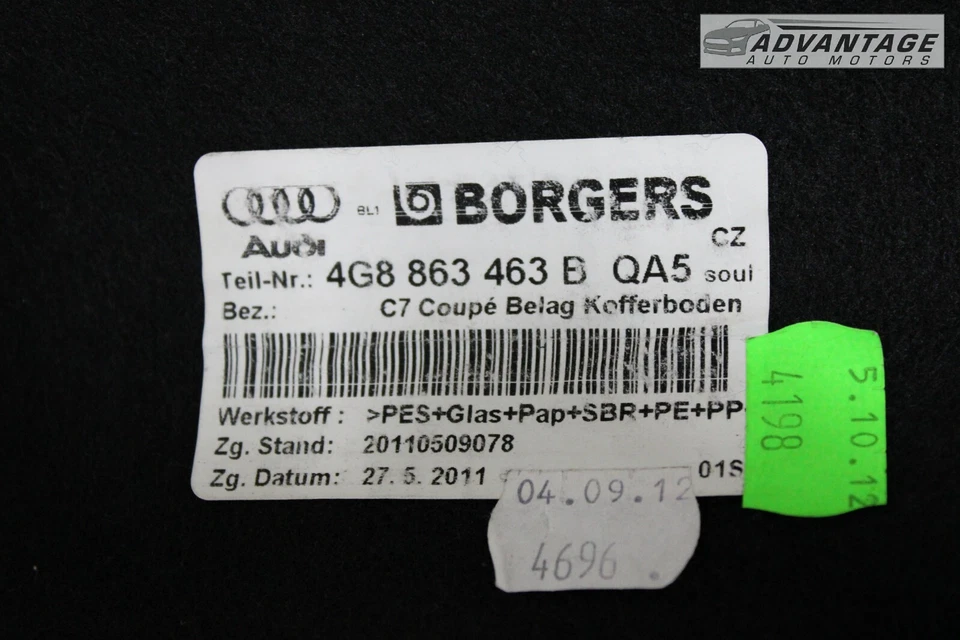 ADVANTAGE
AUTO MOTORS
BL1 BORGERS
Audi
CZ
Teil-Nr.: 4G8 863 463 B QA5 soul
Bez.: C7 Coupé Belag Kofferboden
Werkstoff : >PES+Glas+Pap+SBR+PE+PP
Zg. Stand: 20110509078
Zg. Datum: 27. 5. 2011
01S
04.09.12
4696 .
5.10.12
4198